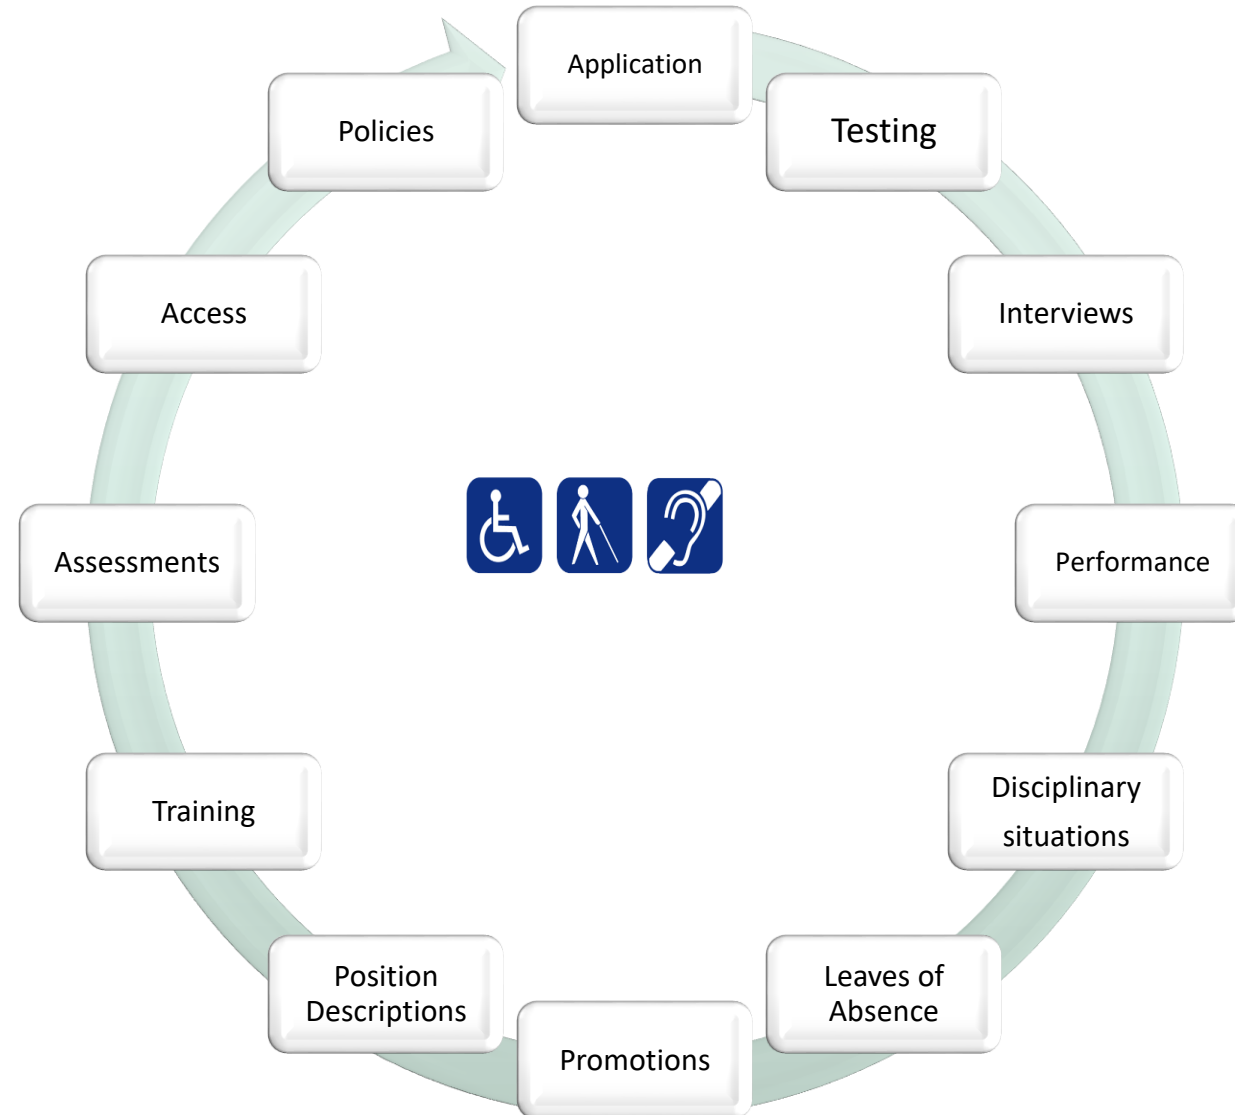 Application
Testing
Interviews
Performance
Disciplinary
situations
Leaves of
Absence
Promotions
Position
Descriptions
Training
Assessments
Access
Policies